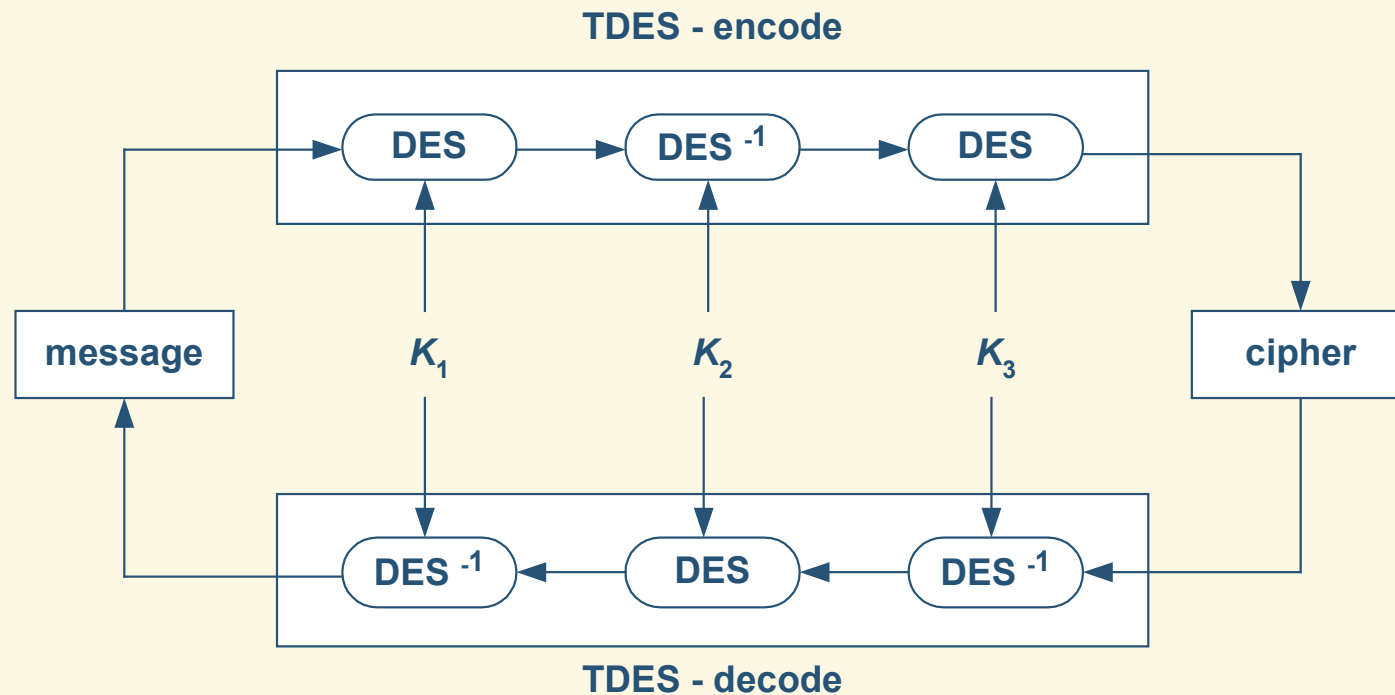 TDES - encode
DES
DES -1
DES
message
K1
K2
K3
cipher
DES -1
DES
DES -1
TDES - decode